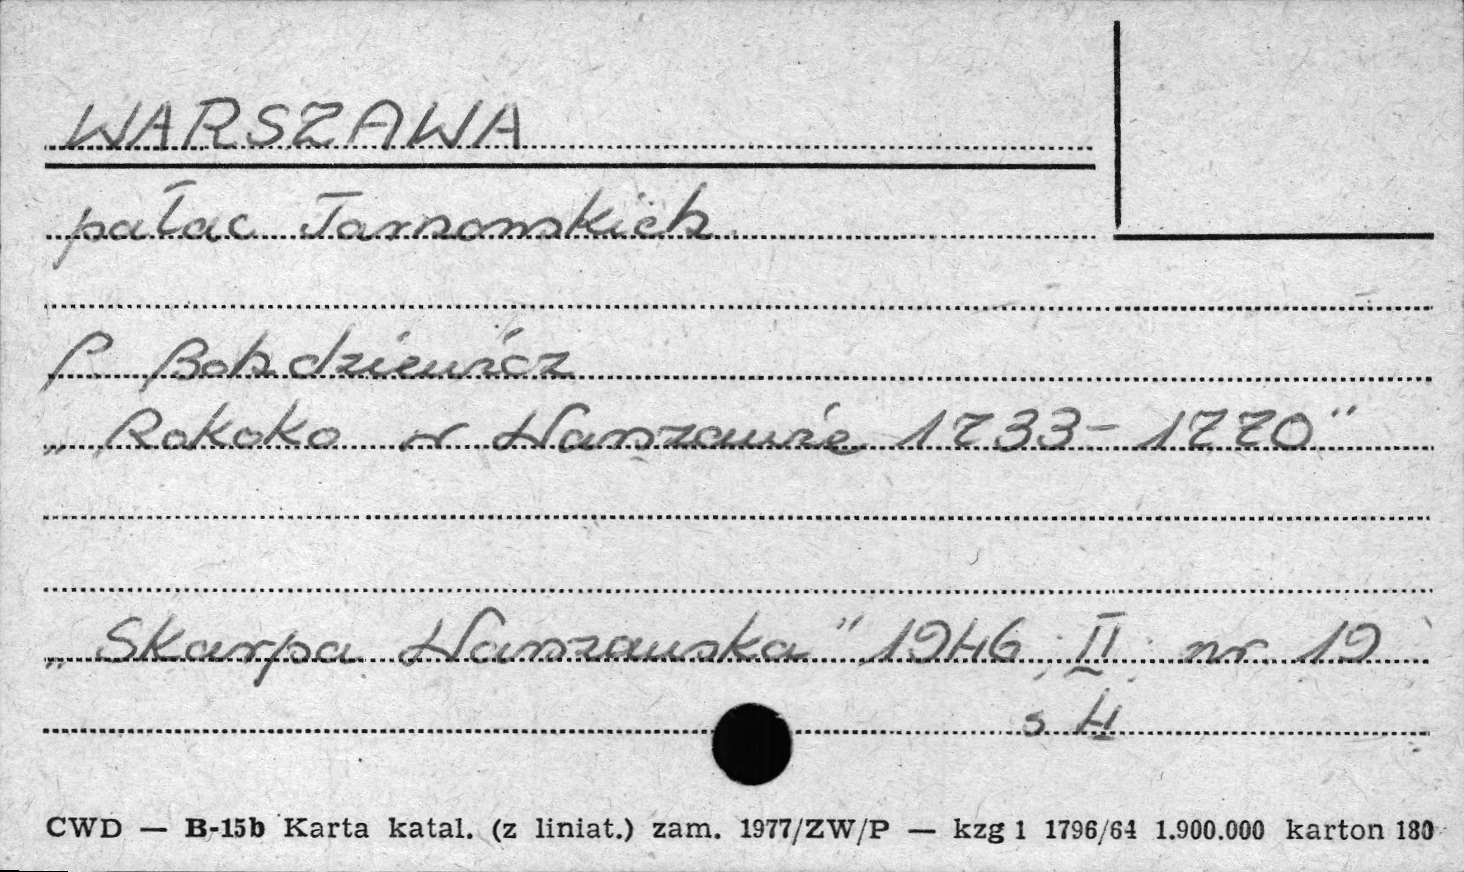 WARSZAWA
pałac Tarnowskich
P. Bohdziewicz
„Rokoko w Warszawie 1733-1770"
„Skarpa Warszawska" 1946 II nr. 19
s. 4
CWD — B-15b Karta katal. (z liniat.) zam. 1977/ZW/P — kzg 1 1796/64 1.900.000 karton 180